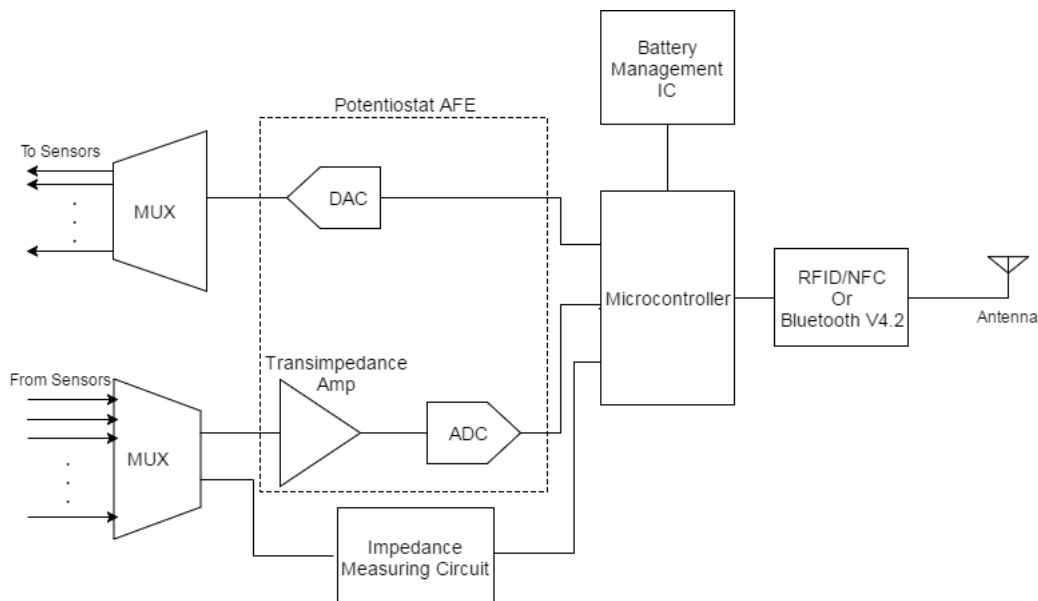 Battery
Management
IC
Potentiostat AFE
To Sensors
MUX
DAC
Microcontroller
RFID/NFC
Or
Bluetooth V4.2
Antenna
From Sensors
MUX
Transimpedance
Amp
ADC
Impedance
Measuring Circuit